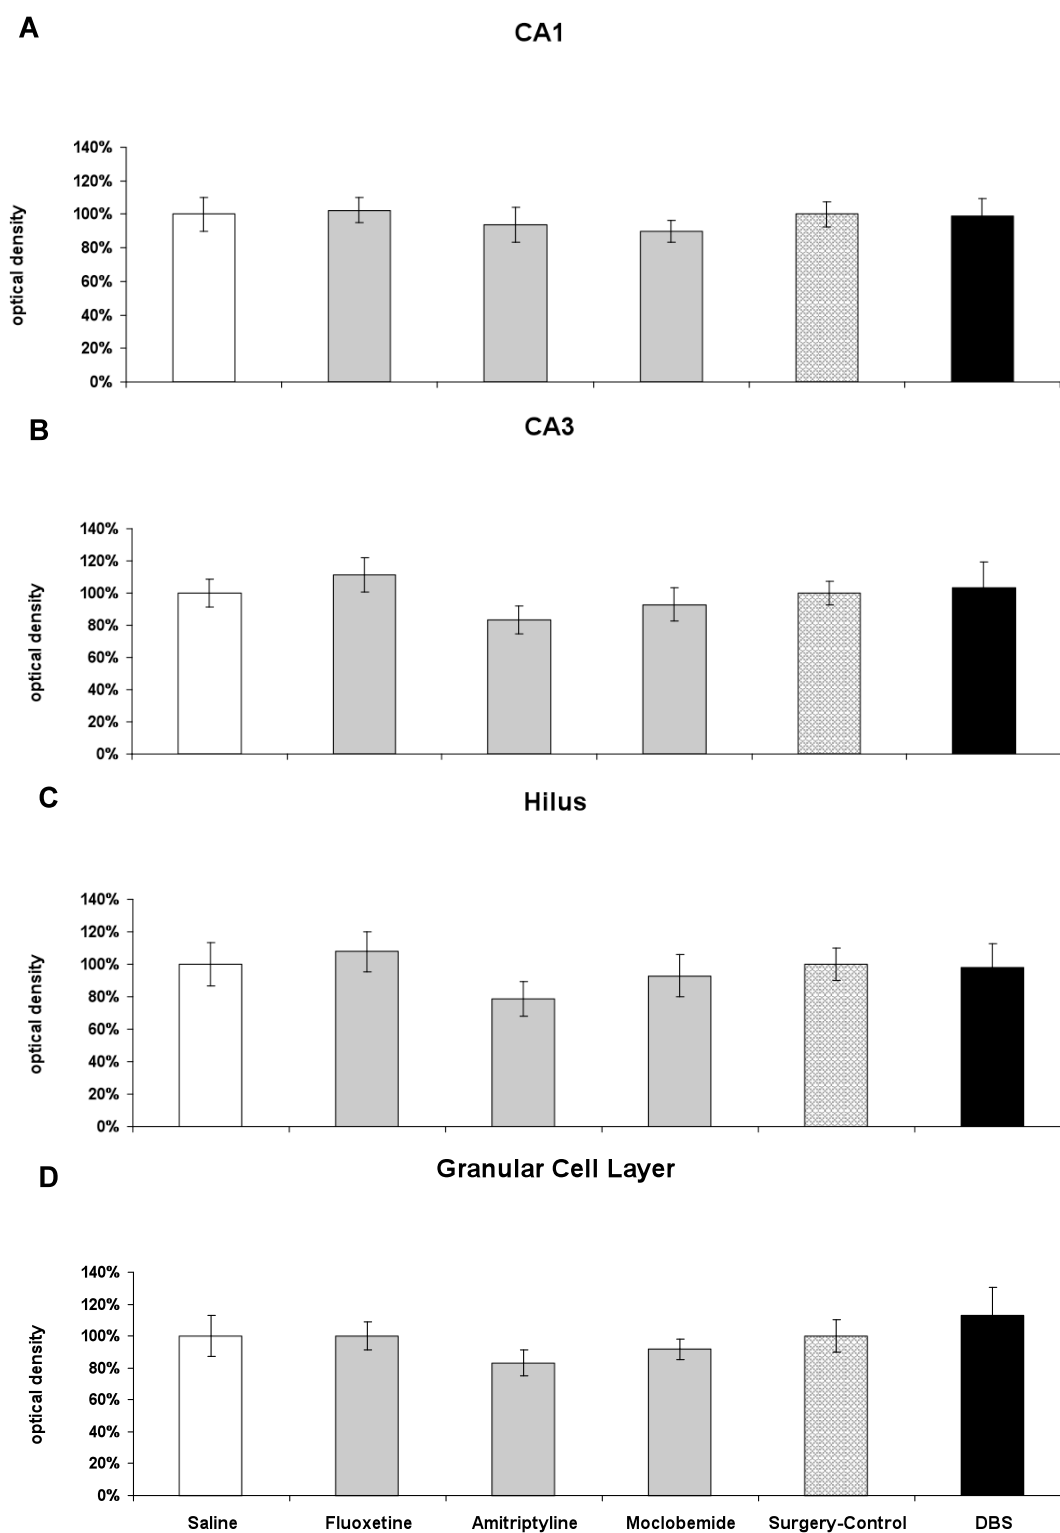 A
CA1
140%
120%
100%
80%
60%
40%
20%
0%
optical density
B
CA3
140%
120%
100%
80%
60%
40%
20%
0%
optical density
C
Hilus
140%
120%
100%
80%
60%
40%
20%
0%
optical density
D
Granular Cell Layer
140%
120%
100%
80%
60%
40%
20%
0%
optical density
Saline Fluoxetine Amitriptyline Moclobemide Surgery-Control DBS